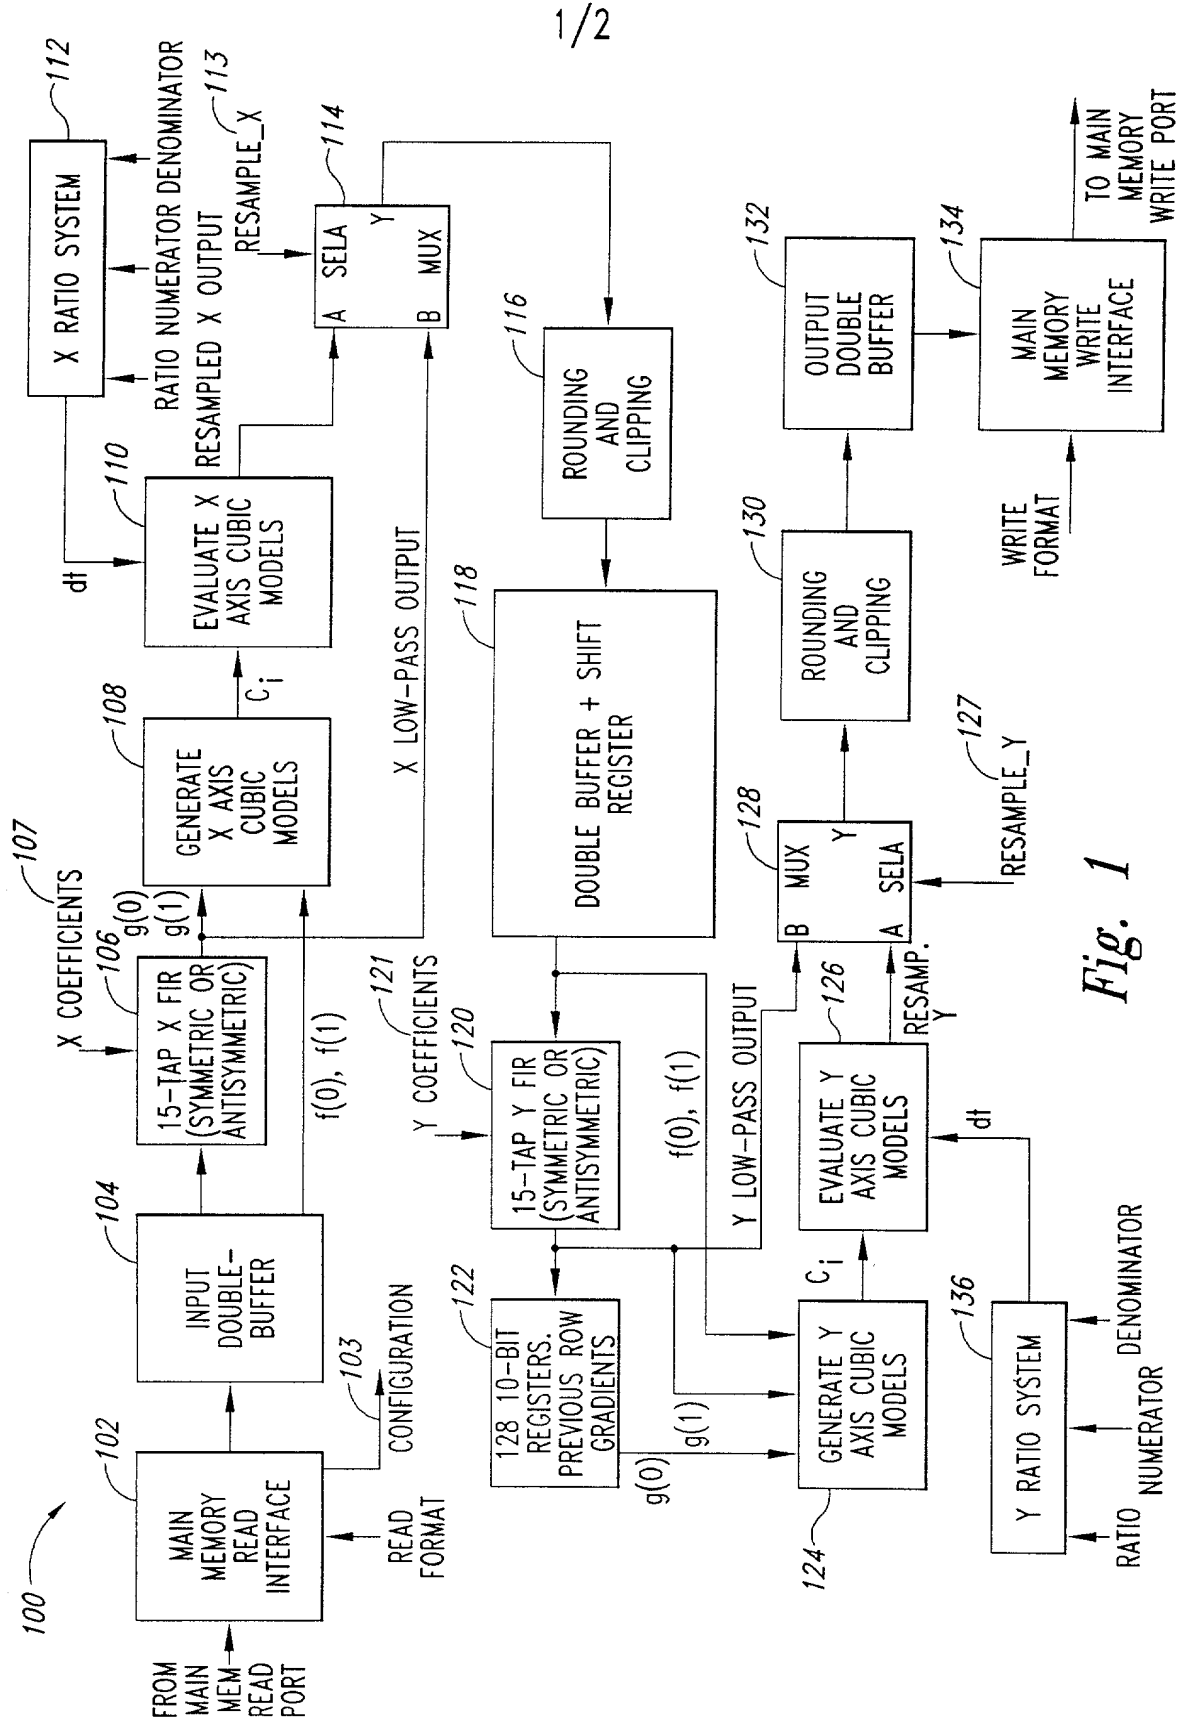 1/2
100
FROM
MAIN
MEM
READ
PORT
102
MAIN
MEMORY
READ
INTERFACE
READ
FORMAT
103
CONFIGURATION
104
INPUT
DOUBLE-
BUFFER
X COEFFICIENTS
107
106
15-TAP X FIR
(SYMMETRIC OR
ANTISYMMETRIC)
g(0)
g(1)
f(0), f(1)
108
GENERATE
X AXIS
CUBIC
MODELS
Ci
X LOW-PASS OUTPUT
110
EVALUATE X
AXIS CUBIC
MODELS
dt
112
X RATIO SYSTEM
RATIO NUMERATOR DENOMINATOR
RESAMPLED X OUTPUT
113
RESAMPLE_X
114
A SELA
Y
B MUX
116
ROUNDING
AND
CLIPPING
118
DOUBLE BUFFER + SHIFT
REGISTER
121
Y COEFFICIENTS
120
15-TAP Y FIR
(SYMMETRIC OR
ANTISYMMETRIC)
122
128 10-BIT
REGISTERS.
PREVIOUS ROW
GRADIENTS
g(0)
g(1)
f(0), f(1)
Y LOW-PASS OUTPUT
124
GENERATE Y
AXIS CUBIC
MODELS
Ci
126
EVALUATE Y
AXIS CUBIC
MODELS
dt
RESAMP.
Y
136
Y RATIO SYSTEM
RATIO
NUMERATOR
DENOMINATOR
128
B MUX
Y
A SELA
RESAMPLE_Y
127
130
ROUNDING
AND
CLIPPING
132
OUTPUT
DOUBLE
BUFFER
134
MAIN
MEMORY
WRITE
INTERFACE
WRITE
FORMAT
TO MAIN
MEMORY
WRITE PORT
Fig. 1